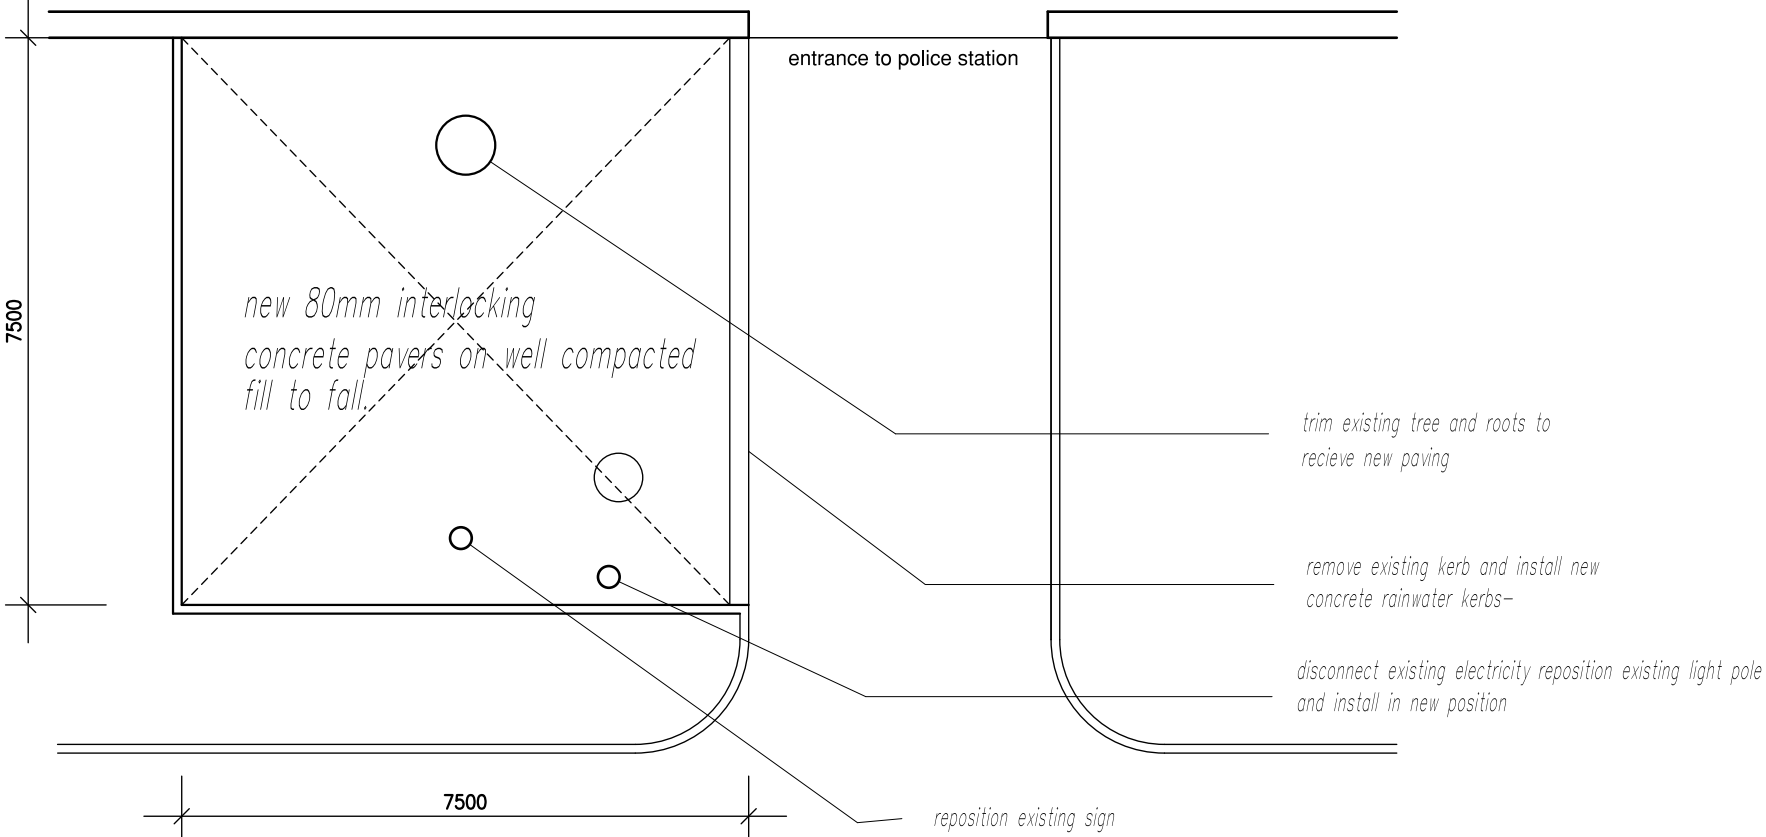 entrance to police station
7500
new 80mm interlocking
concrete pavers on well compacted
fill to fall.
trim existing tree and roots to
recieve new paving
remove existing kerb and install new
concrete rainwater kerbs-
disconnect existing electricity reposition existing light pole
and install in new position
7500
reposition existing sign